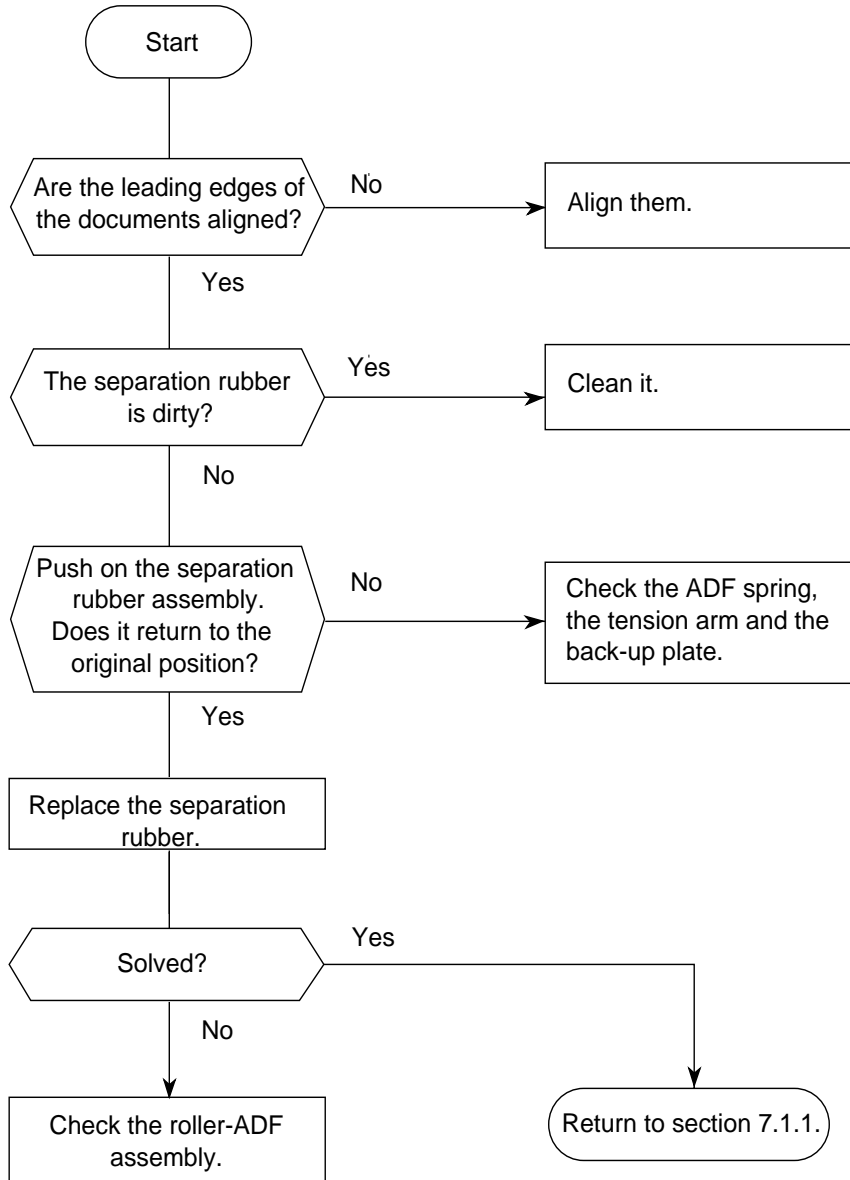 Start
Are the leading edges of
the documents aligned?
No
Align them.
Yes
The separation rubber
is dirty?
Yes
Clean it.
No
Push on the separation
rubber assembly.
Does it return to the
original position?
No
Check the ADF spring,
the tension arm and the
back-up plate.
Yes
Replace the separation
rubber.
Solved?
Yes
No
Check the roller-ADF
assembly.
Return to section 7.1.1.